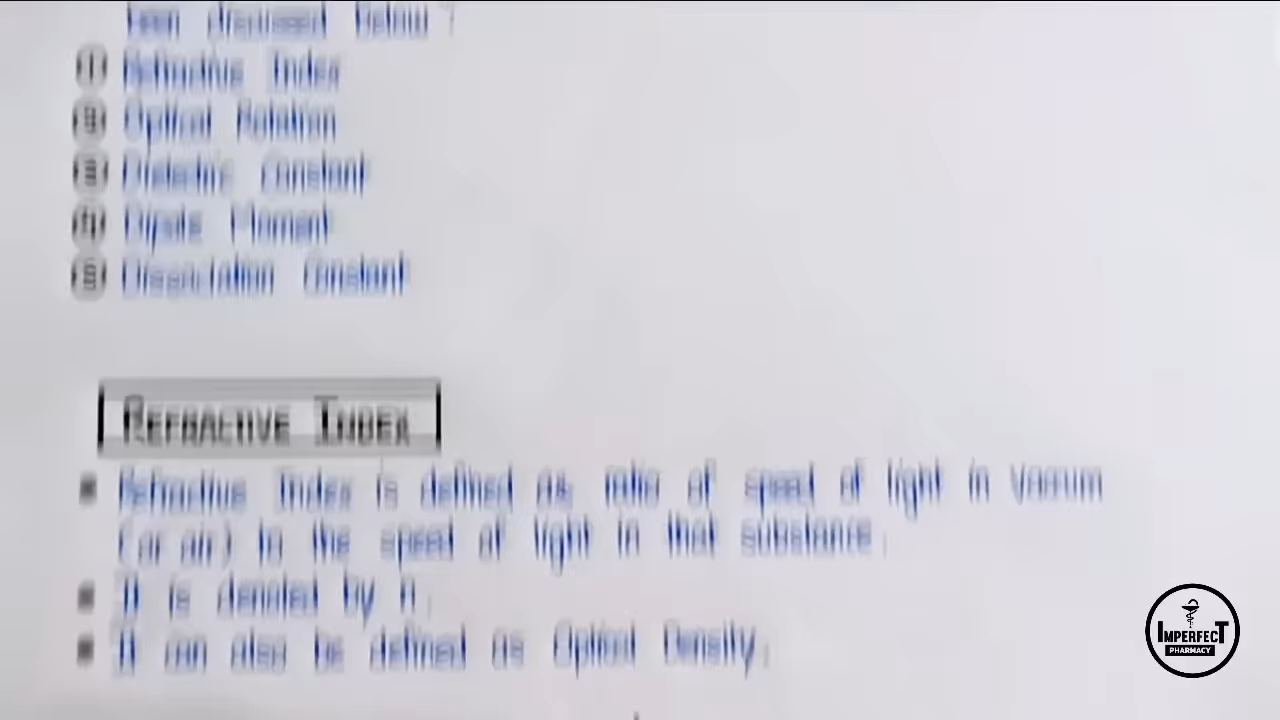 been discussed below :
① Refractive Index
② Optical Rotation
③ Dielectric Constant
④ Dipole Moment
⑤ Dissociation Constant
REFRACTIVE INDEX
▪ Refractive Index is defined as ratio of speed of light in Vacuum
(or air) to the speed of light in that substance.
▪ It is denoted by n.
▪ It can also be defined as Optical Density.
IMPERFECT
PHARMACY